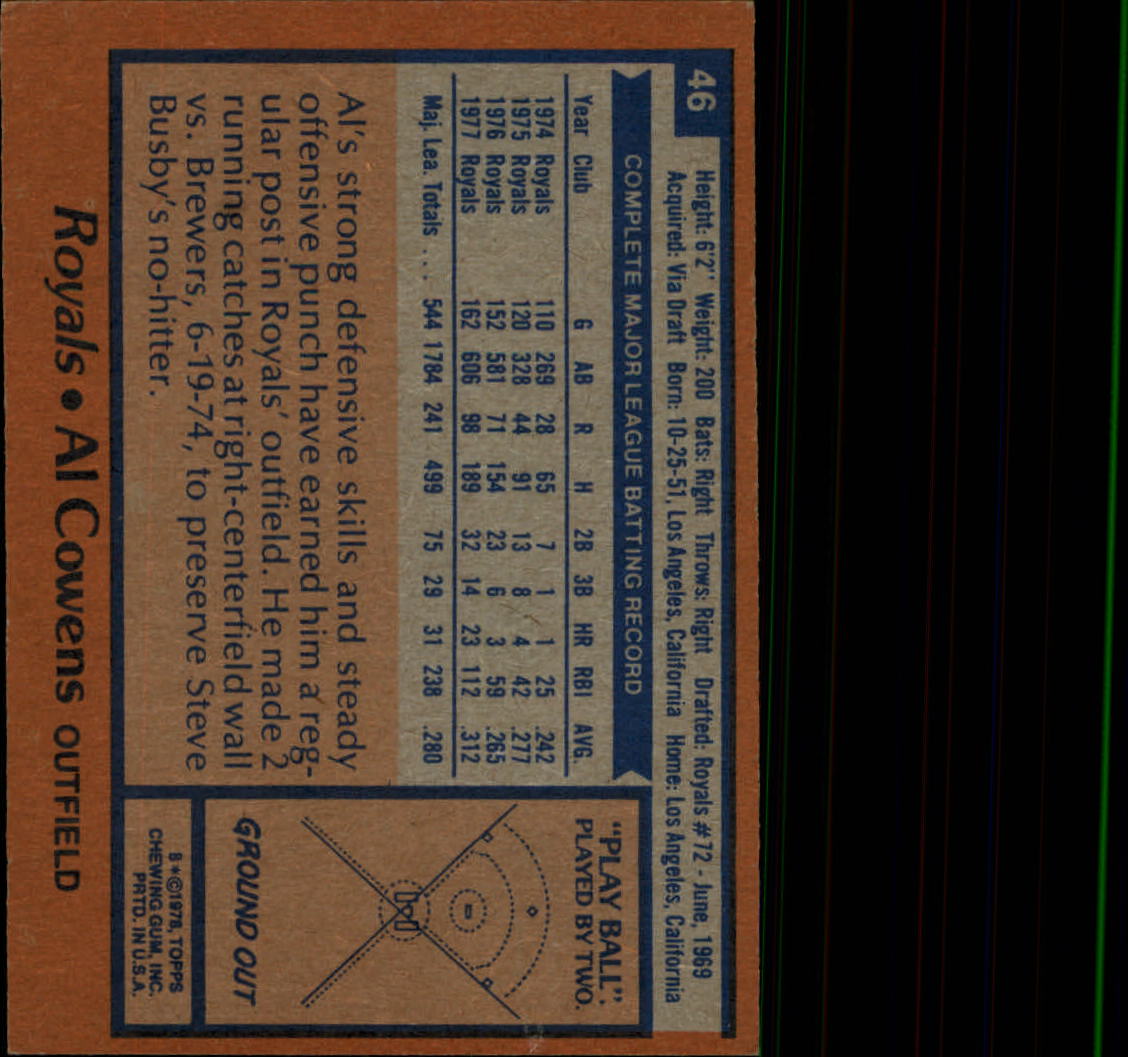 46
Height: 6'2" Weight: 200 Bats: Right Throws: Right Drafted: Royals #72 - June, 1969
Acquired: Via Draft Born: 10-25-51, Los Angeles, California Home: Los Angeles, California
COMPLETE MAJOR LEAGUE BATTING RECORD
Year Club G AB R H 2B 3B HR RBI AVG.
1974 Royals 110 269 28 65 7 1 1 25 .242
1975 Royals 120 328 44 91 13 8 4 42 .277
1976 Royals 152 581 71 154 23 6 3 59 .265
1977 Royals 162 606 98 189 32 14 23 112 .312
Maj. Lea. Totals ... 544 1784 241 499 75 29 31 238 .280
Al's strong defensive skills and steady
offensive punch have earned him a reg-
ular post in Royals' outfield. He made 2
running catches at right-centerfield wall
vs. Brewers, 6-19-74, to preserve Steve
Busby's no-hitter.
"PLAY BALL":
PLAYED BY TWO.
GROUND OUT
B*©1978, TOPPS
CHEWING GUM, INC.
PRTD. IN U.S.A.
Royals • Al Cowens OUTFIELD